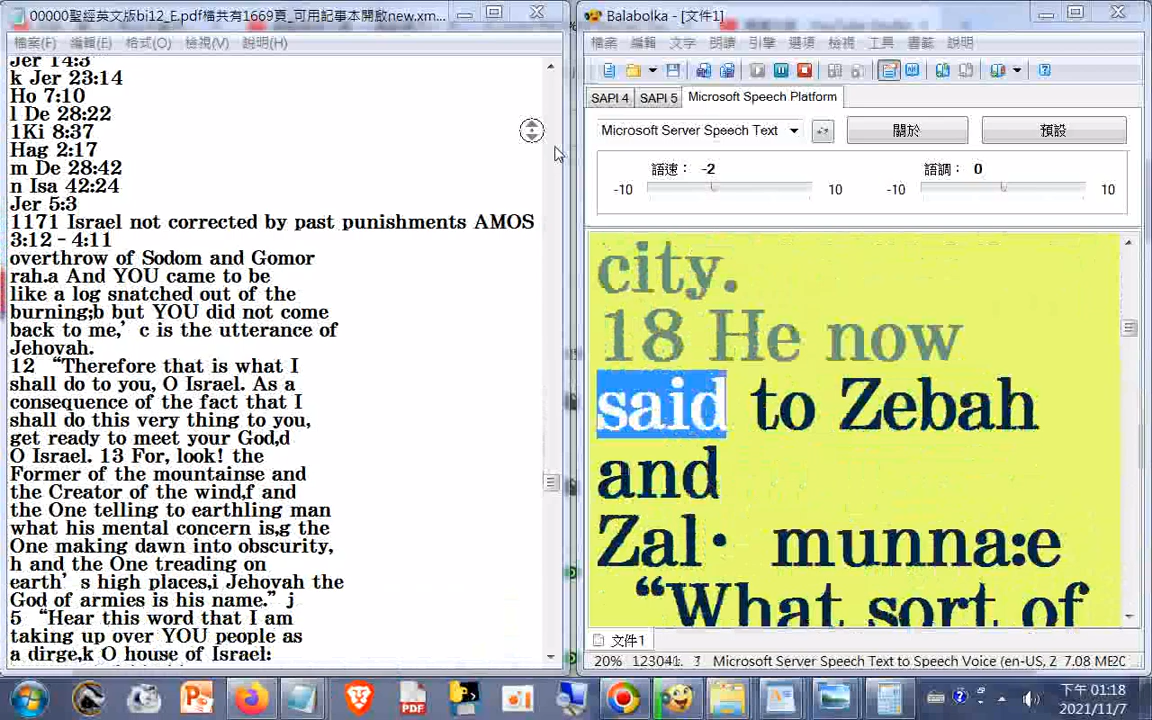 00000聖經英文版bi12_E.pdf檔共有1669頁_可用記事本開啟new.xm...
檔案(F) 編輯(E) 格式(O) 檢視(V) 說明(H)
Jer 14:3
k Jer 23:14
Ho 7:10
l De 28:22
1Ki 8:37
Hag 2:17
m De 28:42
n Isa 42:24
Jer 5:3
1171 Israel not corrected by past punishments AMOS
3:12 - 4:11
overthrow of Sodom and Gomor
rah.a And YOU came to be
like a log snatched out of the
burning;b but YOU did not come
back to me,’ c is the utterance of
Jehovah.
12 “Therefore that is what I
shall do to you, O Israel. As a
consequence of the fact that I
shall do this very thing to you,
get ready to meet your God,d
O Israel. 13 For, look! the
Former of the mountainse and
the Creator of the wind,f and
the One telling to earthling man
what his mental concern is,g the
One making dawn into obscurity,
h and the One treading on
earth’ s high places,i Jehovah the
God of armies is his name.” j
5 “Hear this word that I am
taking up over YOU people as
a dirge,k O house of Israel:
Balabolka - [文件1]
檔案 編輯 文字 朗讀 引擎 選項 檢視 工具 書籤 說明
SAPI 4 SAPI 5 Microsoft Speech Platform
Microsoft Server Speech Text 關於 預設
語速： -2 語調： 0
-10 10 -10 10
city.
18 He now
said to Zebah
and
Zal· munna:e
“What sort of
文件1
20% 123041. Microsoft Server Speech Text to Speech Voice (en-US, Z 7.08 ME
下午 01:18
2021/11/7